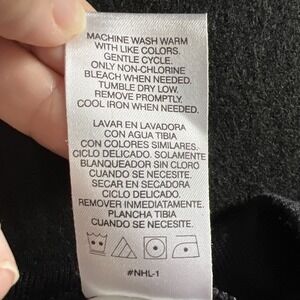 MACHINE WASH WARM
WITH LIKE COLORS.
GENTLE CYCLE.
ONLY NON-CHLORINE
BLEACH WHEN NEEDED.
TUMBLE DRY LOW.
REMOVE PROMPTLY.
COOL IRON WHEN NEEDED.
LAVAR EN LAVADORA
CON AGUA TIBIA
CON COLORES SIMILARES.
CICLO DELICADO. SOLAMENTE
BLANQUEADOR SIN CLORO
CUANDO SE NECESITE.
SECAR EN SECADORA
CICLO DELICADO.
REMOVER INMEDIATAMENTE.
PLANCHA TIBIA
CUANDO SE NECESITE.
#NHL-1